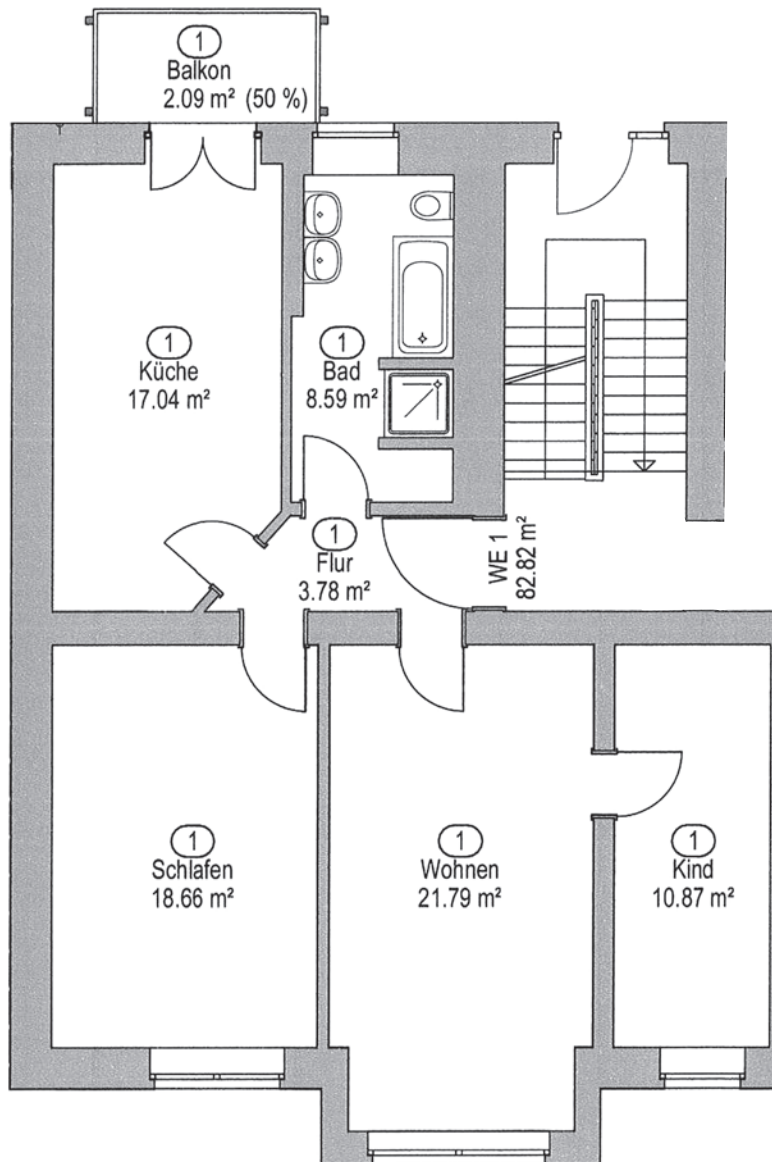 1
Balkon
2.09 m² (50 %)
1
Küche
17.04 m²
1
Bad
8.59 m²
1
Flur
3.78 m²
WE 1
82.82 m²
1
Schlafen
18.66 m²
1
Wohnen
21.79 m²
1
Kind
10.87 m²